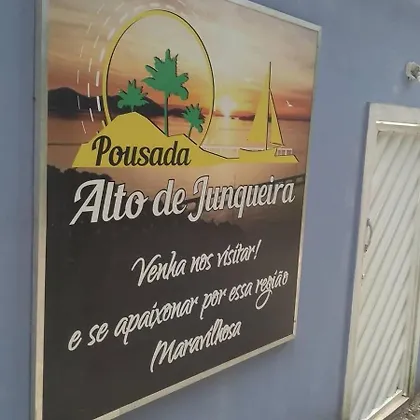 Pousada
Alto de Junqueira
Venha nos visitar!
e se apaixonar por essa região
Maravilhosa